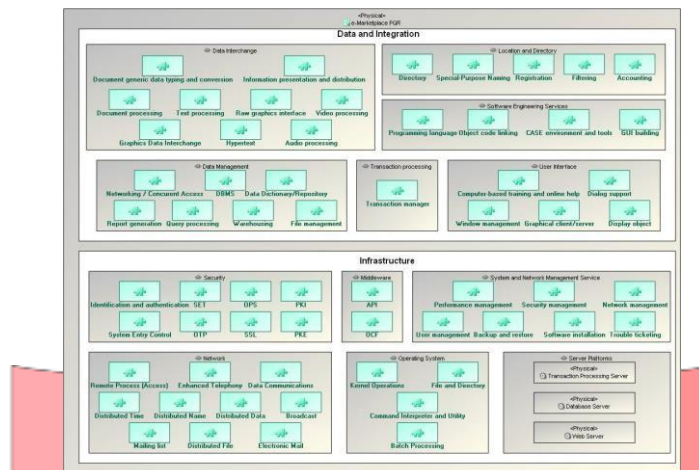 «Physical»
e-Marketplace PGR
Data and Integration
Data Interchange
Document generic data typing and conversion
Information presentation and distribution
Document processing
Text processing
Raw graphics interface
Video processing
Graphics Data Interchange
Hypertext
Audio processing
Location and Directory
Directory
Special-Purpose Naming
Registration
Filtering
Accounting
Software Engineering Services
Programming language
Object code linking
CASE environment and tools
GUI building
Data Management
Networking / Concurent Access
DBMS
Data Dictionary/Repository
Report generation
Query processing
Warehousing
File management
Transaction processing
Transaction manager
User Interface
Computer-based training and online help
Dialog support
Window management
Graphical client/server
Display object
Infrastructure
Security
Identification and authentication
SET
OPS
PKI
System Entry Control
OTP
SSL
PKE
Middleware
API
OCF
System and Network Management Service
Performance management
Security management
Network management
User management
Backup and restore
Software installation
Trouble ticketing
Network
Remote Process (Access)
Enhanced Telephony
Data Communications
Distributed Time
Distributed Name
Distributed Data
Broadcast
Mailing list
Distributed File
Electronic Mail
Operating System
Kernel Operations
File and Directory
Command Interpreter and Utility
Batch Processing
Server Platforms
«Physical»
Transaction Processing Server
«Physical»
Database Server
«Physical»
Web Server